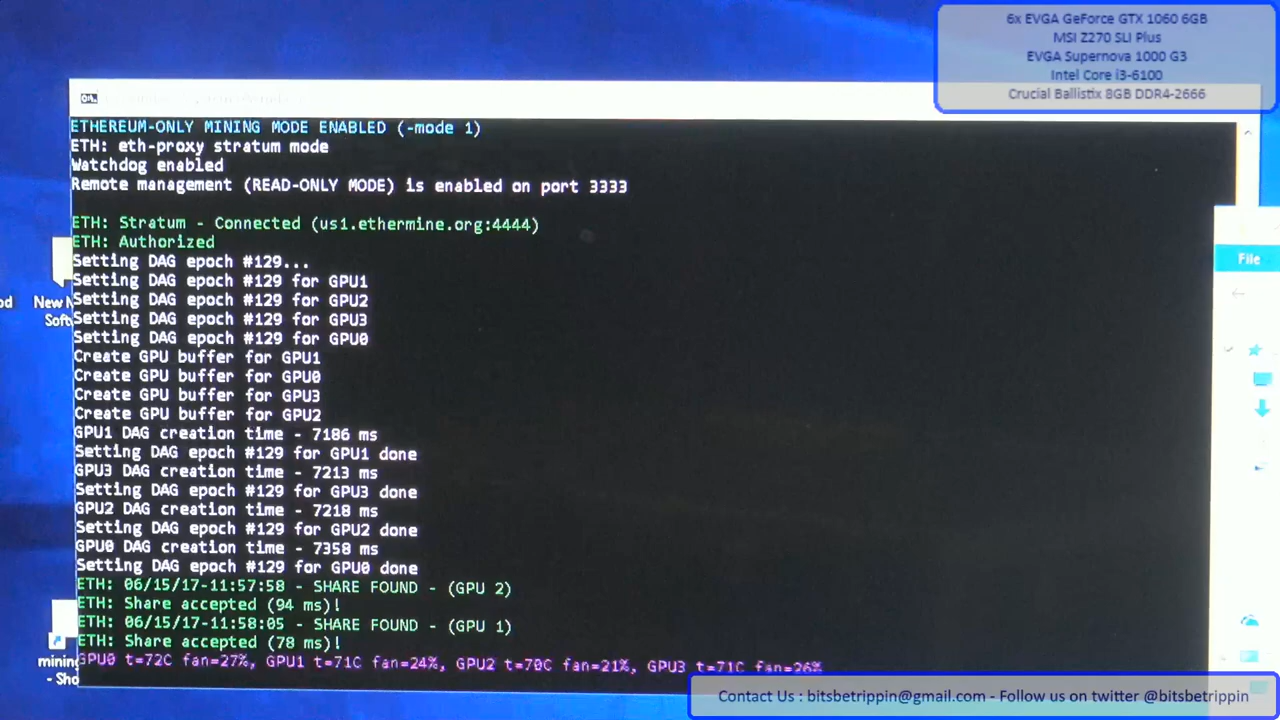 6x EVGA GeForce GTX 1060 6GB
MSI Z270 SLI Plus
EVGA Supernova 1000 G3
Intel Core i3-6100
Crucial Ballistix 8GB DDR4-2666
ETHEREUM-ONLY MINING MODE ENABLED (-mode 1)
ETH: eth-proxy stratum mode
Watchdog enabled
Remote management (READ-ONLY MODE) is enabled on port 3333
ETH: Stratum - Connected (us1.ethermine.org:4444)
ETH: Authorized
Setting DAG epoch #129...
Setting DAG epoch #129 for GPU1
Setting DAG epoch #129 for GPU2
Setting DAG epoch #129 for GPU3
Setting DAG epoch #129 for GPU0
Create GPU buffer for GPU1
Create GPU buffer for GPU0
Create GPU buffer for GPU3
Create GPU buffer for GPU2
GPU1 DAG creation time - 7186 ms
Setting DAG epoch #129 for GPU1 done
GPU3 DAG creation time - 7213 ms
Setting DAG epoch #129 for GPU3 done
GPU2 DAG creation time - 7218 ms
Setting DAG epoch #129 for GPU2 done
GPU0 DAG creation time - 7358 ms
Setting DAG epoch #129 for GPU0 done
ETH: 06/15/17-11:57:58 - SHARE FOUND - (GPU 2)
ETH: Share accepted (94 ms)!
ETH: 06/15/17-11:58:05 - SHARE FOUND - (GPU 1)
ETH: Share accepted (78 ms)!
GPU0 t=72C fan=27%, GPU1 t=71C fan=24%, GPU2 t=70C fan=21%, GPU3 t=71C fan=26%
File
New
Soft
mining
- Sho
Contact Us : bitsbetrippin@gmail.com - Follow us on twitter @bitsbetrippin